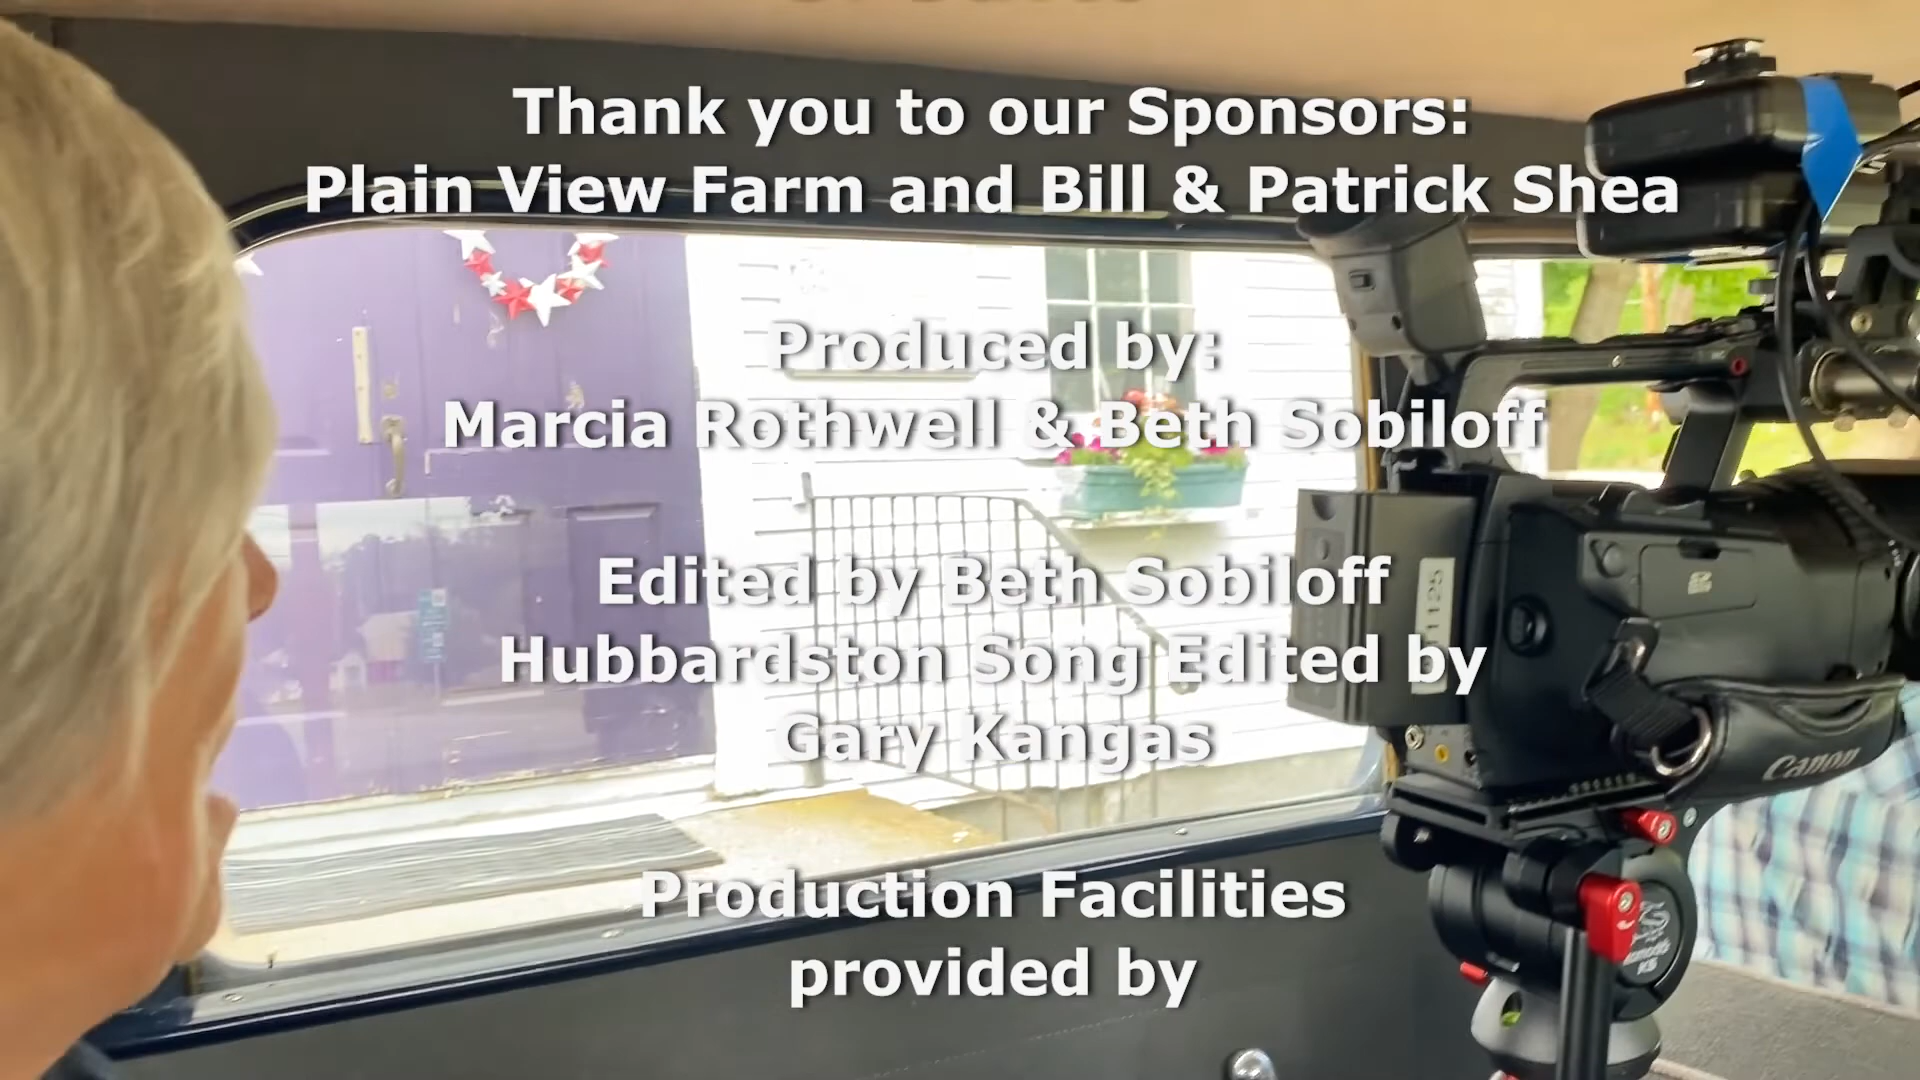 Thank you to our Sponsors:
Plain View Farm and Bill & Patrick Shea
Produced by:
Marcia Rothwell & Beth Sobiloff
Edited by Beth Sobiloff
Hubbardston Song Edited by
Gary Kangas
Production Facilities
provided by
Canon